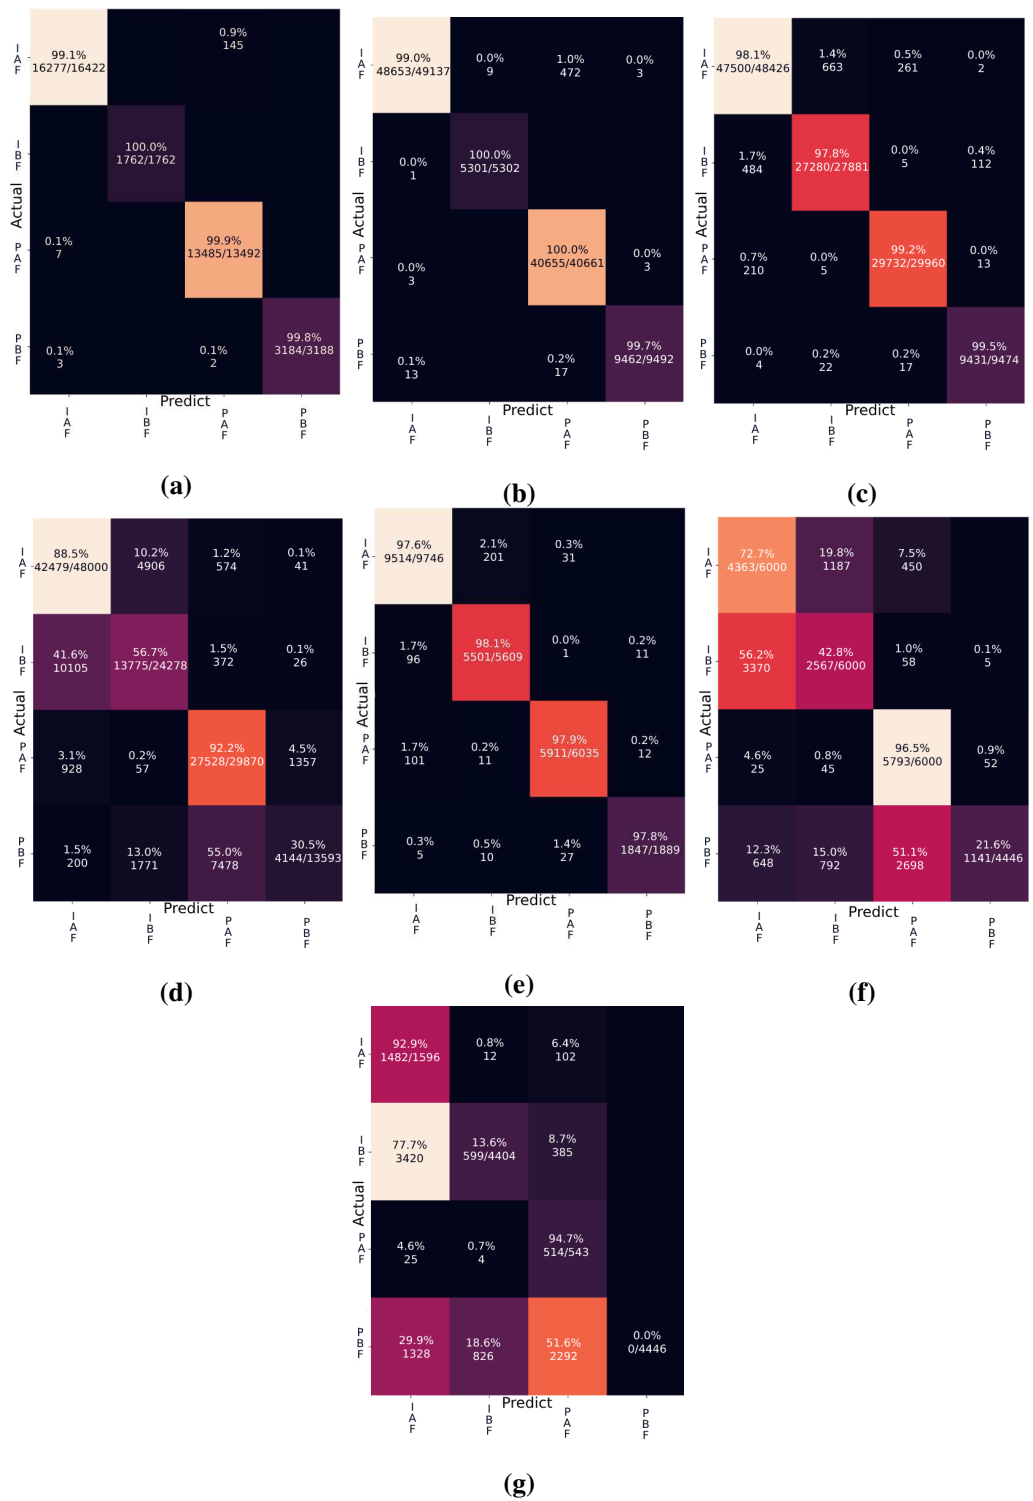 I
A
F
99.1%
16277/16422
0.9%
145
I
B
F
100.0%
1762/1762
Actual
P
A
F
0.1%
7
99.9%
13485/13492
P
B
F
0.1%
3
0.1%
2
99.8%
3184/3188
Predict
I
A
F
I
B
F
P
A
F
P
B
F
(a)
I
A
F
99.0%
48653/49137
0.0%
9
1.0%
472
0.0%
3
I
B
F
0.0%
1
100.0%
5301/5302
Actual
P
A
F
0.0%
3
100.0%
40655/40661
0.0%
3
P
B
F
0.1%
13
0.2%
17
99.7%
9462/9492
Predict
I
A
F
I
B
F
P
A
F
P
B
F
(b)
I
A
F
98.1%
47500/48426
1.4%
663
0.5%
261
0.0%
2
I
B
F
1.7%
484
97.8%
27280/27881
0.0%
5
0.4%
112
Actual
P
A
F
0.7%
210
0.0%
5
99.2%
29732/29960
0.0%
13
P
B
F
0.0%
4
0.2%
22
0.2%
17
99.5%
9431/9474
Predict
I
A
F
I
B
F
P
A
F
P
B
F
(c)
I
A
F
88.5%
42479/48000
10.2%
4906
1.2%
574
0.1%
41
I
B
F
41.6%
10105
56.7%
13775/24278
1.5%
372
0.1%
26
Actual
P
A
F
3.1%
928
0.2%
57
92.2%
27528/29870
4.5%
1357
P
B
F
1.5%
200
13.0%
1771
55.0%
7478
30.5%
4144/13593
Predict
I
A
F
I
B
F
P
A
F
P
B
F
(d)
I
A
F
97.6%
9514/9746
2.1%
201
0.3%
31
I
B
F
1.7%
96
98.1%
5501/5609
0.0%
1
0.2%
11
Actual
P
A
F
1.7%
101
0.2%
11
97.9%
5911/6035
0.2%
12
P
B
F
0.3%
5
0.5%
10
1.4%
27
97.8%
1847/1889
Predict
I
A
F
I
B
F
P
A
F
P
B
F
(e)
I
A
F
72.7%
4363/6000
19.8%
1187
7.5%
450
I
B
F
56.2%
3370
42.8%
2567/6000
1.0%
58
0.1%
5
Actual
P
A
F
4.6%
25
0.8%
45
96.5%
5793/6000
0.9%
52
P
B
F
12.3%
648
15.0%
792
51.1%
2698
21.6%
1141/4446
Predict
I
A
F
I
B
F
P
A
F
P
B
F
(f)
I
A
F
92.9%
1482/1596
0.8%
12
6.4%
102
I
B
F
77.7%
3420
13.6%
599/4404
8.7%
385
Actual
P
A
F
4.6%
25
0.7%
4
94.7%
514/543
P
B
F
29.9%
1328
18.6%
826
51.6%
2292
0.0%
0/4446
Predict
I
A
F
I
B
F
P
A
F
P
B
F
(g)